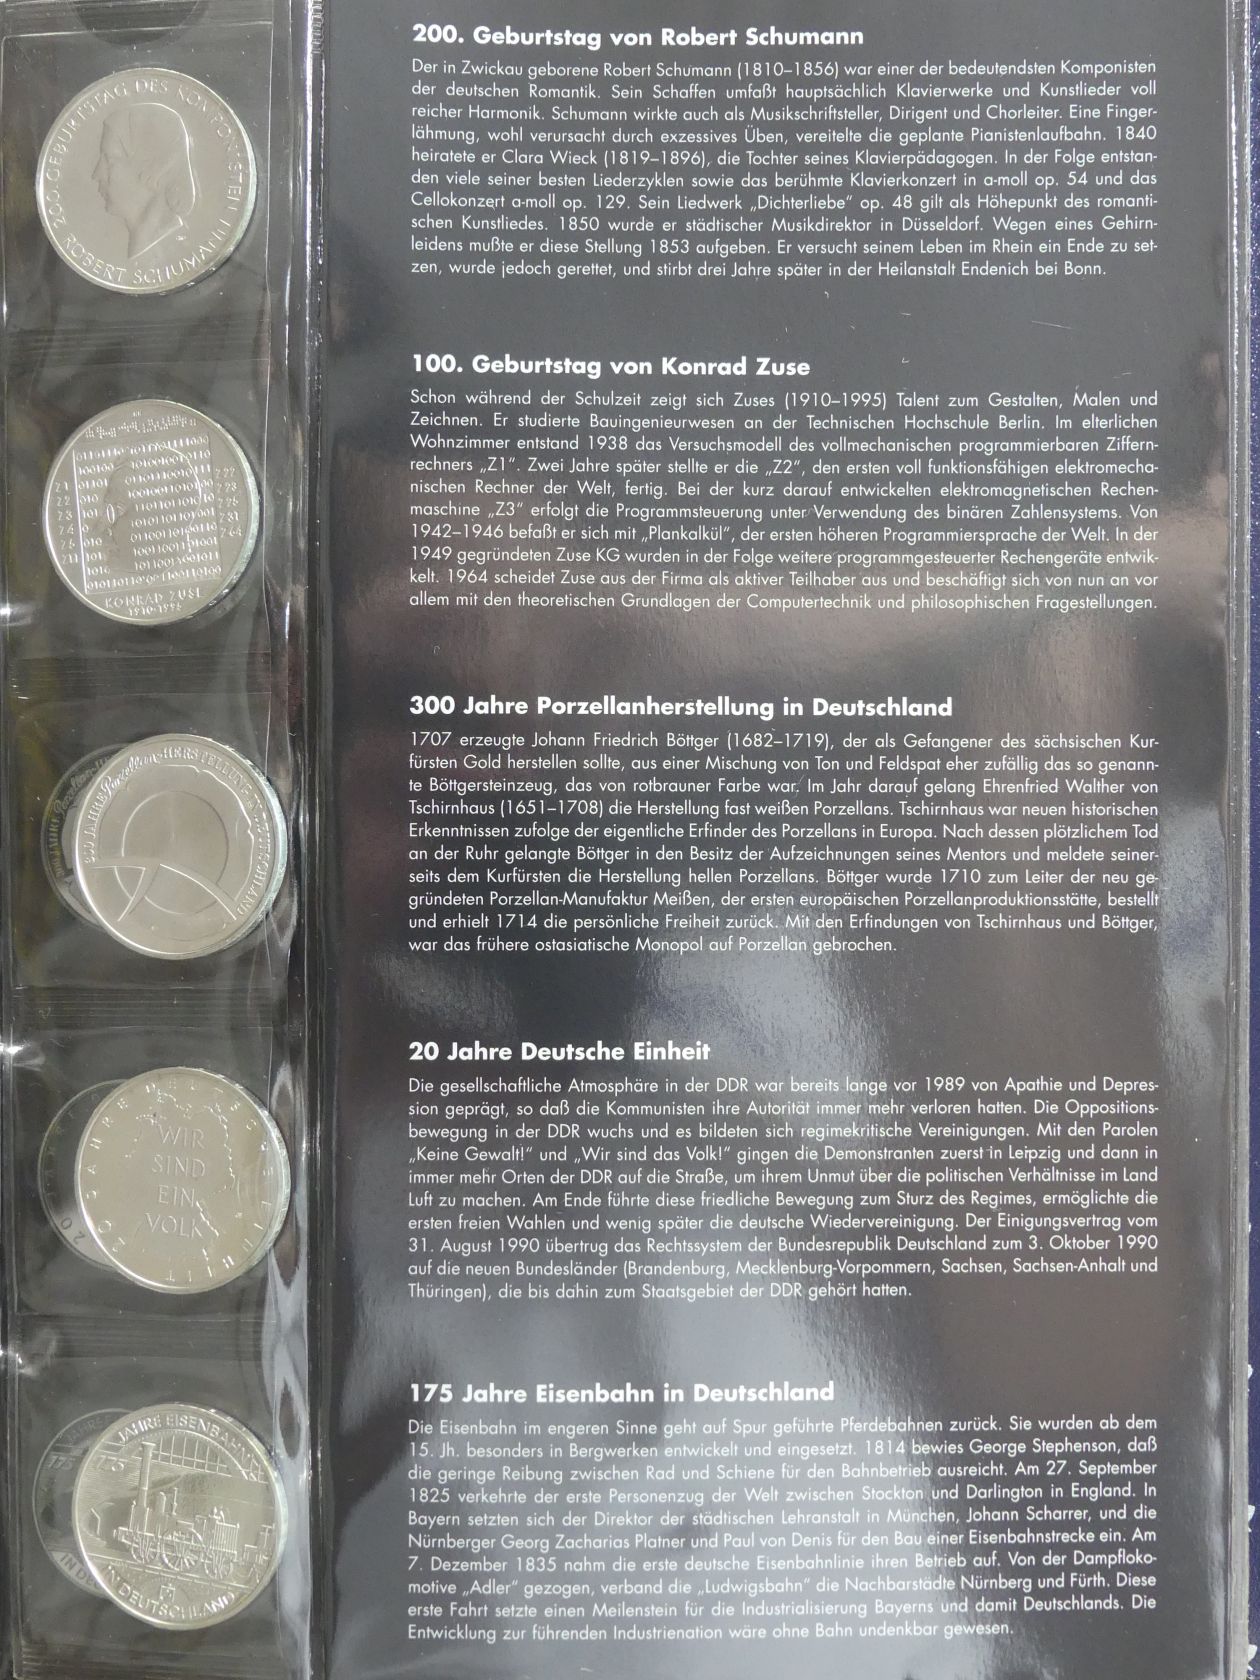 200. Geburtstag von Robert Schumann
Der in Zwickau geborene Robert Schumann (1810–1856) war einer der bedeutendsten Komponisten
der deutschen Romantik. Sein Schaffen umfaßt hauptsächlich Klavierwerke und Kunstlieder voll
reicher Harmonik. Schumann wirkte auch als Musikschriftsteller, Dirigent und Chorleiter. Eine Finger-
lähmung, wohl verursacht durch exzessives Üben, vereitelte die geplante Pianistenlaufbahn. 1840
heiratete er Clara Wieck (1819–1896), die Tochter seines Klavierpädagogen. In der Folge entstan-
den viele seiner besten Liederzyklen sowie das berühmte Klavierkonzert in a-moll op. 54 und das
Cellokonzert a-moll op. 129. Sein Liedwerk „Dichterliebe“ op. 48 gilt als Höhepunkt des romanti-
schen Kunstliedes. 1850 wurde er städtischer Musikdirektor in Düsseldorf. Wegen eines Gehirn-
leidens mußte er diese Stellung 1853 aufgeben. Er versucht seinem Leben im Rhein ein Ende zu set-
zen, wurde jedoch gerettet, und stirbt drei Jahre später in der Heilanstalt Endenich bei Bonn.
100. Geburtstag von Konrad Zuse
Schon während der Schulzeit zeigt sich Zuses (1910–1995) Talent zum Gestalten, Malen und
Zeichnen. Er studierte Bauingenieurwesen an der Technischen Hochschule Berlin. Im elterlichen
Wohnzimmer entstand 1938 das Versuchsmodell des vollmechanischen programmierbaren Ziffern-
rechners „Z1“. Zwei Jahre später stellte er die „Z2“, den ersten voll funktionsfähigen elektromecha-
nischen Rechner der Welt, fertig. Bei der kurz darauf entwickelten elektromagnetischen Rechen-
maschine „Z3“ erfolgt die Programmsteuerung unter Verwendung des binären Zahlensystems. Von
1942–1946 befaßt er sich mit „Plankalkül“, der ersten höheren Programmiersprache der Welt. In der
1949 gegründeten Zuse KG wurden in der Folge weitere programmgesteuerter Rechengeräte entwik-
kelt. 1964 scheidet Zuse aus der Firma als aktiver Teilhaber aus und beschäftigt sich von nun an vor
allem mit den theoretischen Grundlagen der Computertechnik und philosophischen Fragestellungen.
300 Jahre Porzellanherstellung in Deutschland
1707 erzeugte Johann Friedrich Böttger (1682–1719), der als Gefangener des sächsischen Kur-
fürsten Gold herstellen sollte, aus einer Mischung von Ton und Feldspat eher zufällig das so genann-
te Böttgersteinzeug, das von rotbrauner Farbe war. Im Jahr darauf gelang Ehrenfried Walther von
Tschirnhaus (1651–1708) die Herstellung fast weißen Porzellans. Tschirnhaus war neuen historischen
Erkenntnissen zufolge der eigentliche Erfinder des Porzellans in Europa. Nach dessen plötzlichem Tod
an der Ruhr gelangte Böttger in den Besitz der Aufzeichnungen seines Mentors und meldete seiner-
seits dem Kurfürsten die Herstellung hellen Porzellans. Böttger wurde 1710 zum Leiter der neu ge-
gründeten Porzellan-Manufaktur Meißen, der ersten europäischen Porzellanproduktionsstätte, bestellt
und erhielt 1714 die persönliche Freiheit zurück. Mit den Erfindungen von Tschirnhaus und Böttger,
war das frühere ostasiatische Monopol auf Porzellan gebrochen.
20 Jahre Deutsche Einheit
Die gesellschaftliche Atmosphäre in der DDR war bereits lange vor 1989 von Apathie und Depres-
sion geprägt, so daß die Kommunisten ihre Autorität immer mehr verloren hatten. Die Oppositions-
bewegung in der DDR wuchs und es bildeten sich regimekritische Vereinigungen. Mit den Parolen
„Keine Gewalt!“ und „Wir sind das Volk!“ gingen die Demonstranten zuerst in Leipzig und dann in
immer mehr Orten der DDR auf die Straße, um ihrem Unmut über die politischen Verhältnisse im Land
Luft zu machen. Am Ende führte diese friedliche Bewegung zum Sturz des Regimes, ermöglichte die
ersten freien Wahlen und wenig später die deutsche Wiedervereinigung. Der Einigungsvertrag vom
31. August 1990 übertrug das Rechtssystem der Bundesrepublik Deutschland zum 3. Oktober 1990
auf die neuen Bundesländer (Brandenburg, Mecklenburg-Vorpommern, Sachsen, Sachsen-Anhalt und
Thüringen), die bis dahin zum Staatsgebiet der DDR gehört hatten.
175 Jahre Eisenbahn in Deutschland
Die Eisenbahn im engeren Sinne geht auf Spur geführte Pferdebahnen zurück. Sie wurden ab dem
15. Jh. besonders in Bergwerken entwickelt und eingesetzt. 1814 bewies George Stephenson, daß
die geringe Reibung zwischen Rad und Schiene für den Bahnbetrieb ausreicht. Am 27. September
1825 verkehrte der erste Personenzug der Welt zwischen Stockton und Darlington in England. In
Bayern setzten sich der Direktor der städtischen Lehranstalt in München, Johann Scharrer, und die
Nürnberger Georg Zacharias Platner und Paul von Denis für den Bau einer Eisenbahnstrecke ein. Am
7. Dezember 1835 nahm die erste deutsche Eisenbahnlinie ihren Betrieb auf. Von der Dampfloko-
motive „Adler“ gezogen, verband die „Ludwigsbahn“ die Nachbarstädte Nürnberg und Fürth. Diese
erste Fahrt setzte einen Meilenstein für die Industrialisierung Bayerns und damit Deutschlands. Die
Entwicklung zur führenden Industrienation wäre ohne Bahn undenkbar gewesen.
200. GEBURTSTAG DES KOMPONISTEN
ROBERT SCHUMANN
KONRAD ZUSE
1910–1995
300 JAHRE Porzellan-HERSTELLUNG IN DEUTSCHLAND
20 JAHRE DEUTSCHE EINHEIT
WIR
SIND
EIN
VOLK
175 JAHRE EISENBAHN
IN DEUTSCHLAND